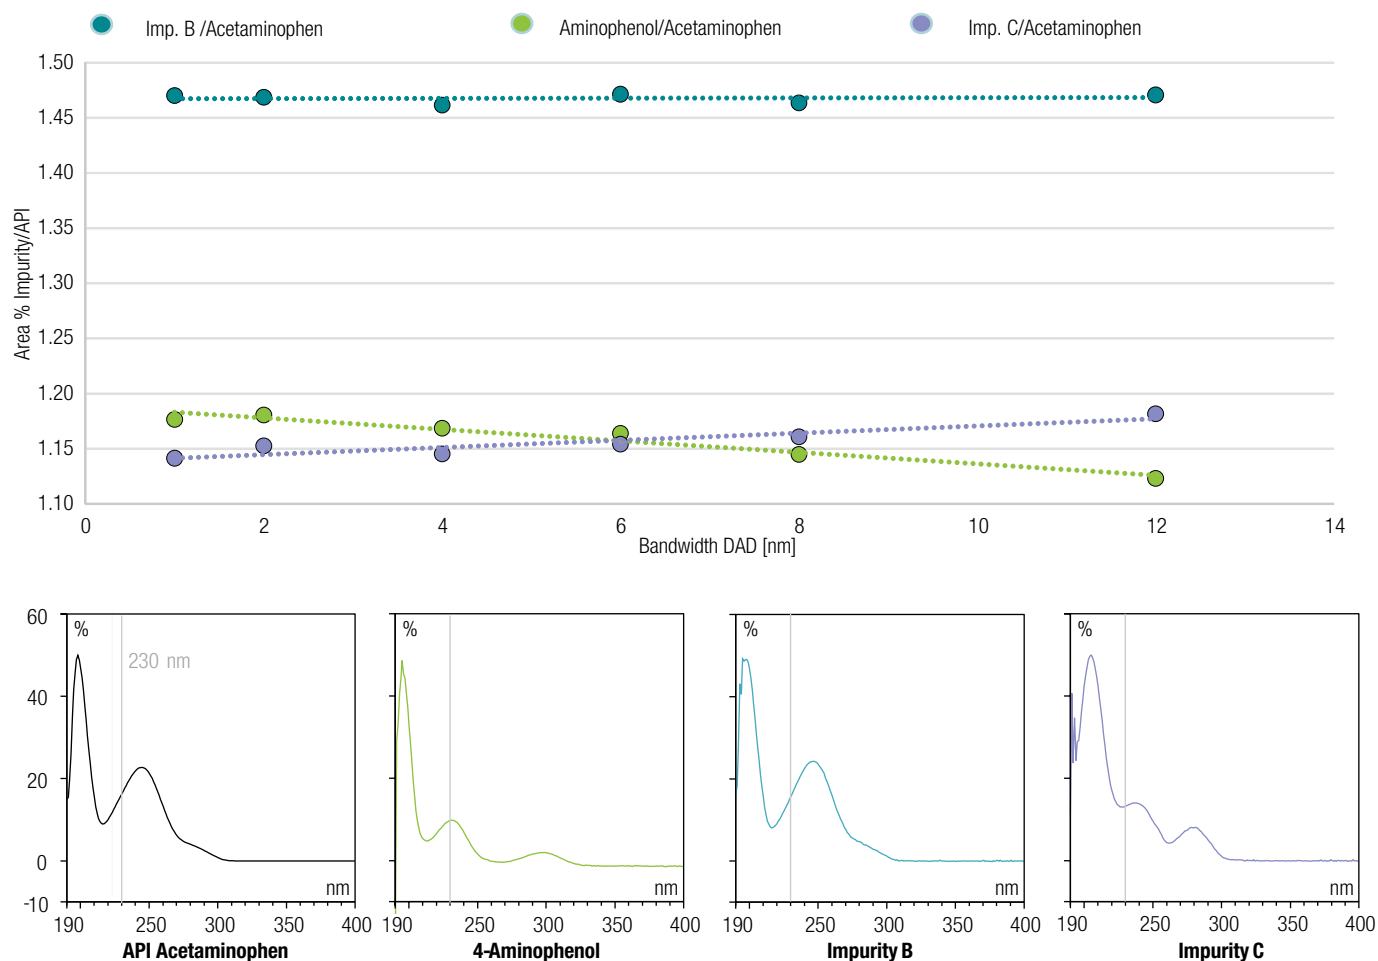 Imp. B /Acetaminophen Aminophenol/Acetaminophen Imp. C/Acetaminophen
1.50
1.45
1.40
1.35
1.30
1.25
1.20
1.15
1.10
Area % Impurity/API
0 2 4 6 8 10 12 14
Bandwidth DAD [nm]
60
40
20
0
-10
% 230 nm
nm
190 250 300 350 400
API Acetaminophen
%
nm
190 250 300 350 400
4-Aminophenol
%
nm
190 250 300 350 400
Impurity B
%
nm
190 250 300 350 400
Impurity C